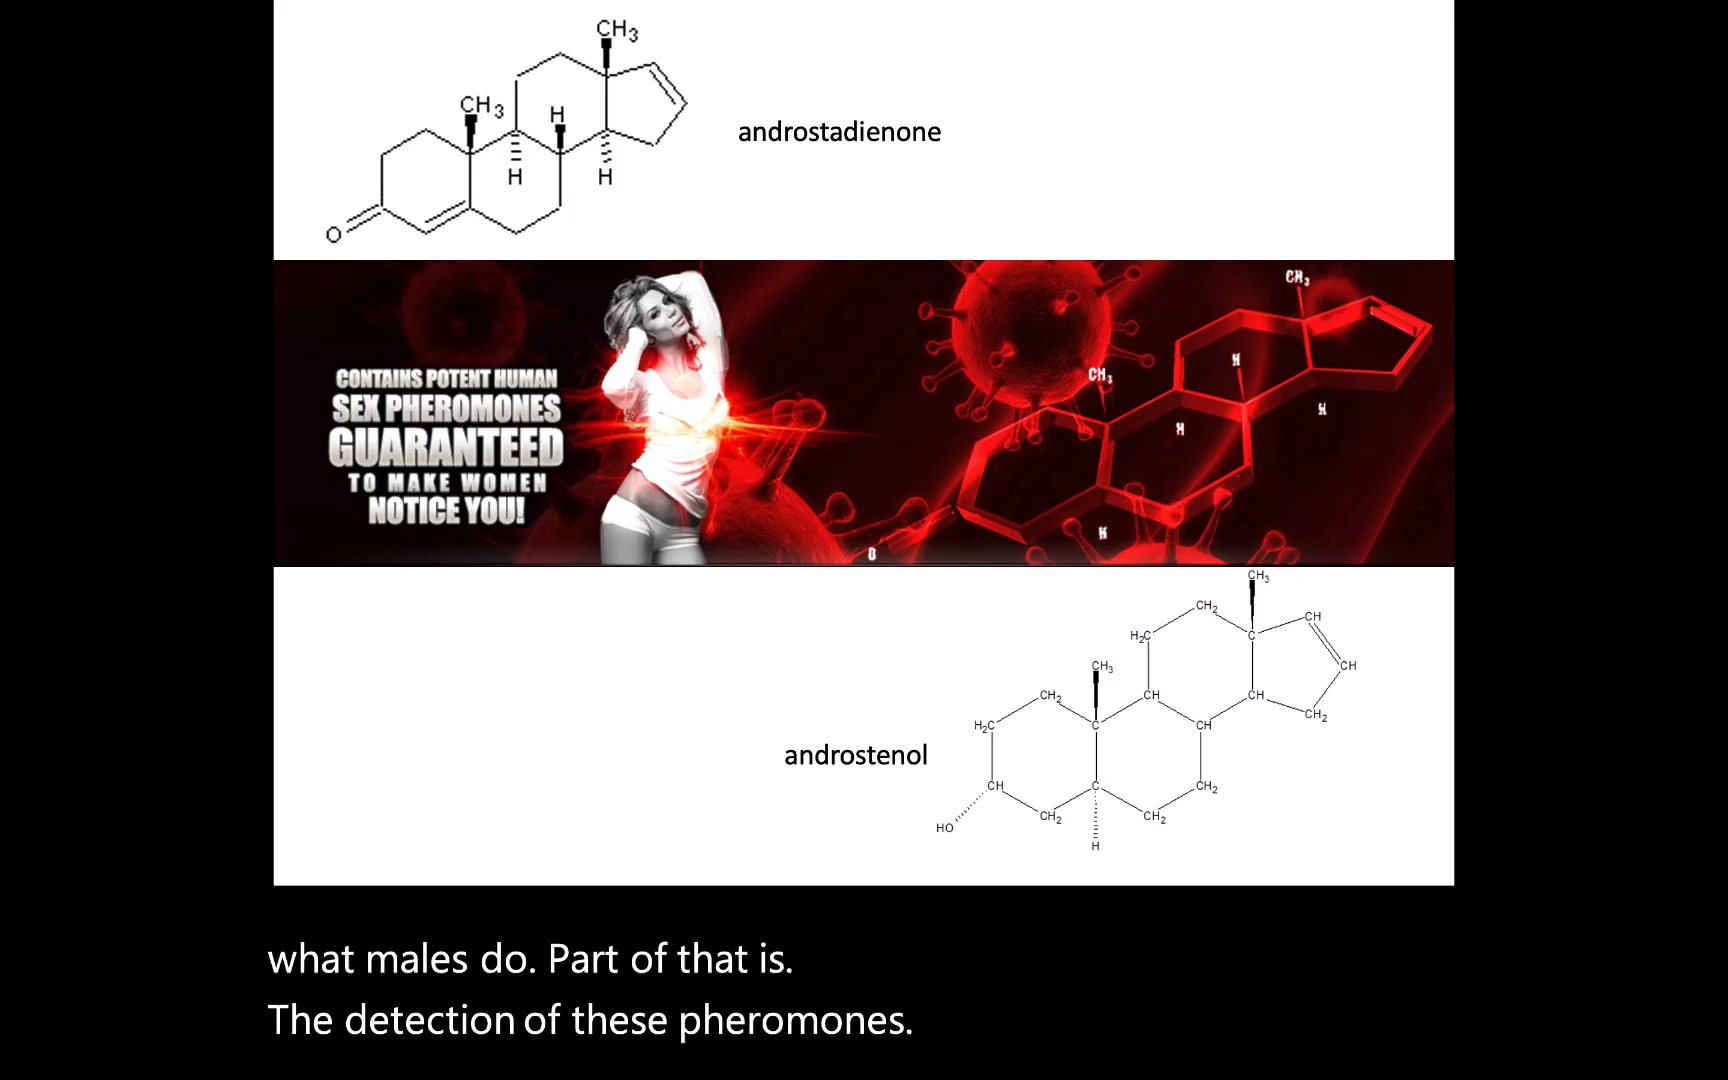 CH3
CH3
H
androstadienone
H
H
O
CH3
CONTAINS POTENT HUMAN
SEX PHEROMONES
GUARANTEED
TO MAKE WOMEN
NOTICE YOU!
H
CH3
H
H
H
O
CH3
CH2
CH
H2C
CH3
CH
CH2
CH
CH
CH2
H2C
C
CH
C
androstenol
CH
C
CH2
CH2
CH2
HO
H
what males do. Part of that is.
The detection of these pheromones.